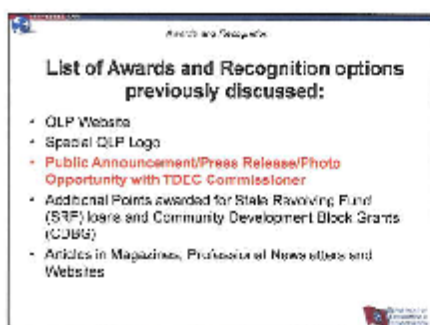 Awards and Recognition
List of Awards and Recognition options
previously discussed:
• QLP Website
• Special QLP Logo
• Public Announcement/Press Release/Photo
Opportunity with TDEC Commissioner
• Additional Points awarded for State Revolving Fund
(SRF) loans and Community Development Block Grants
(CDBG)
• Articles in Magazines, Professional Newsletters and
Websites